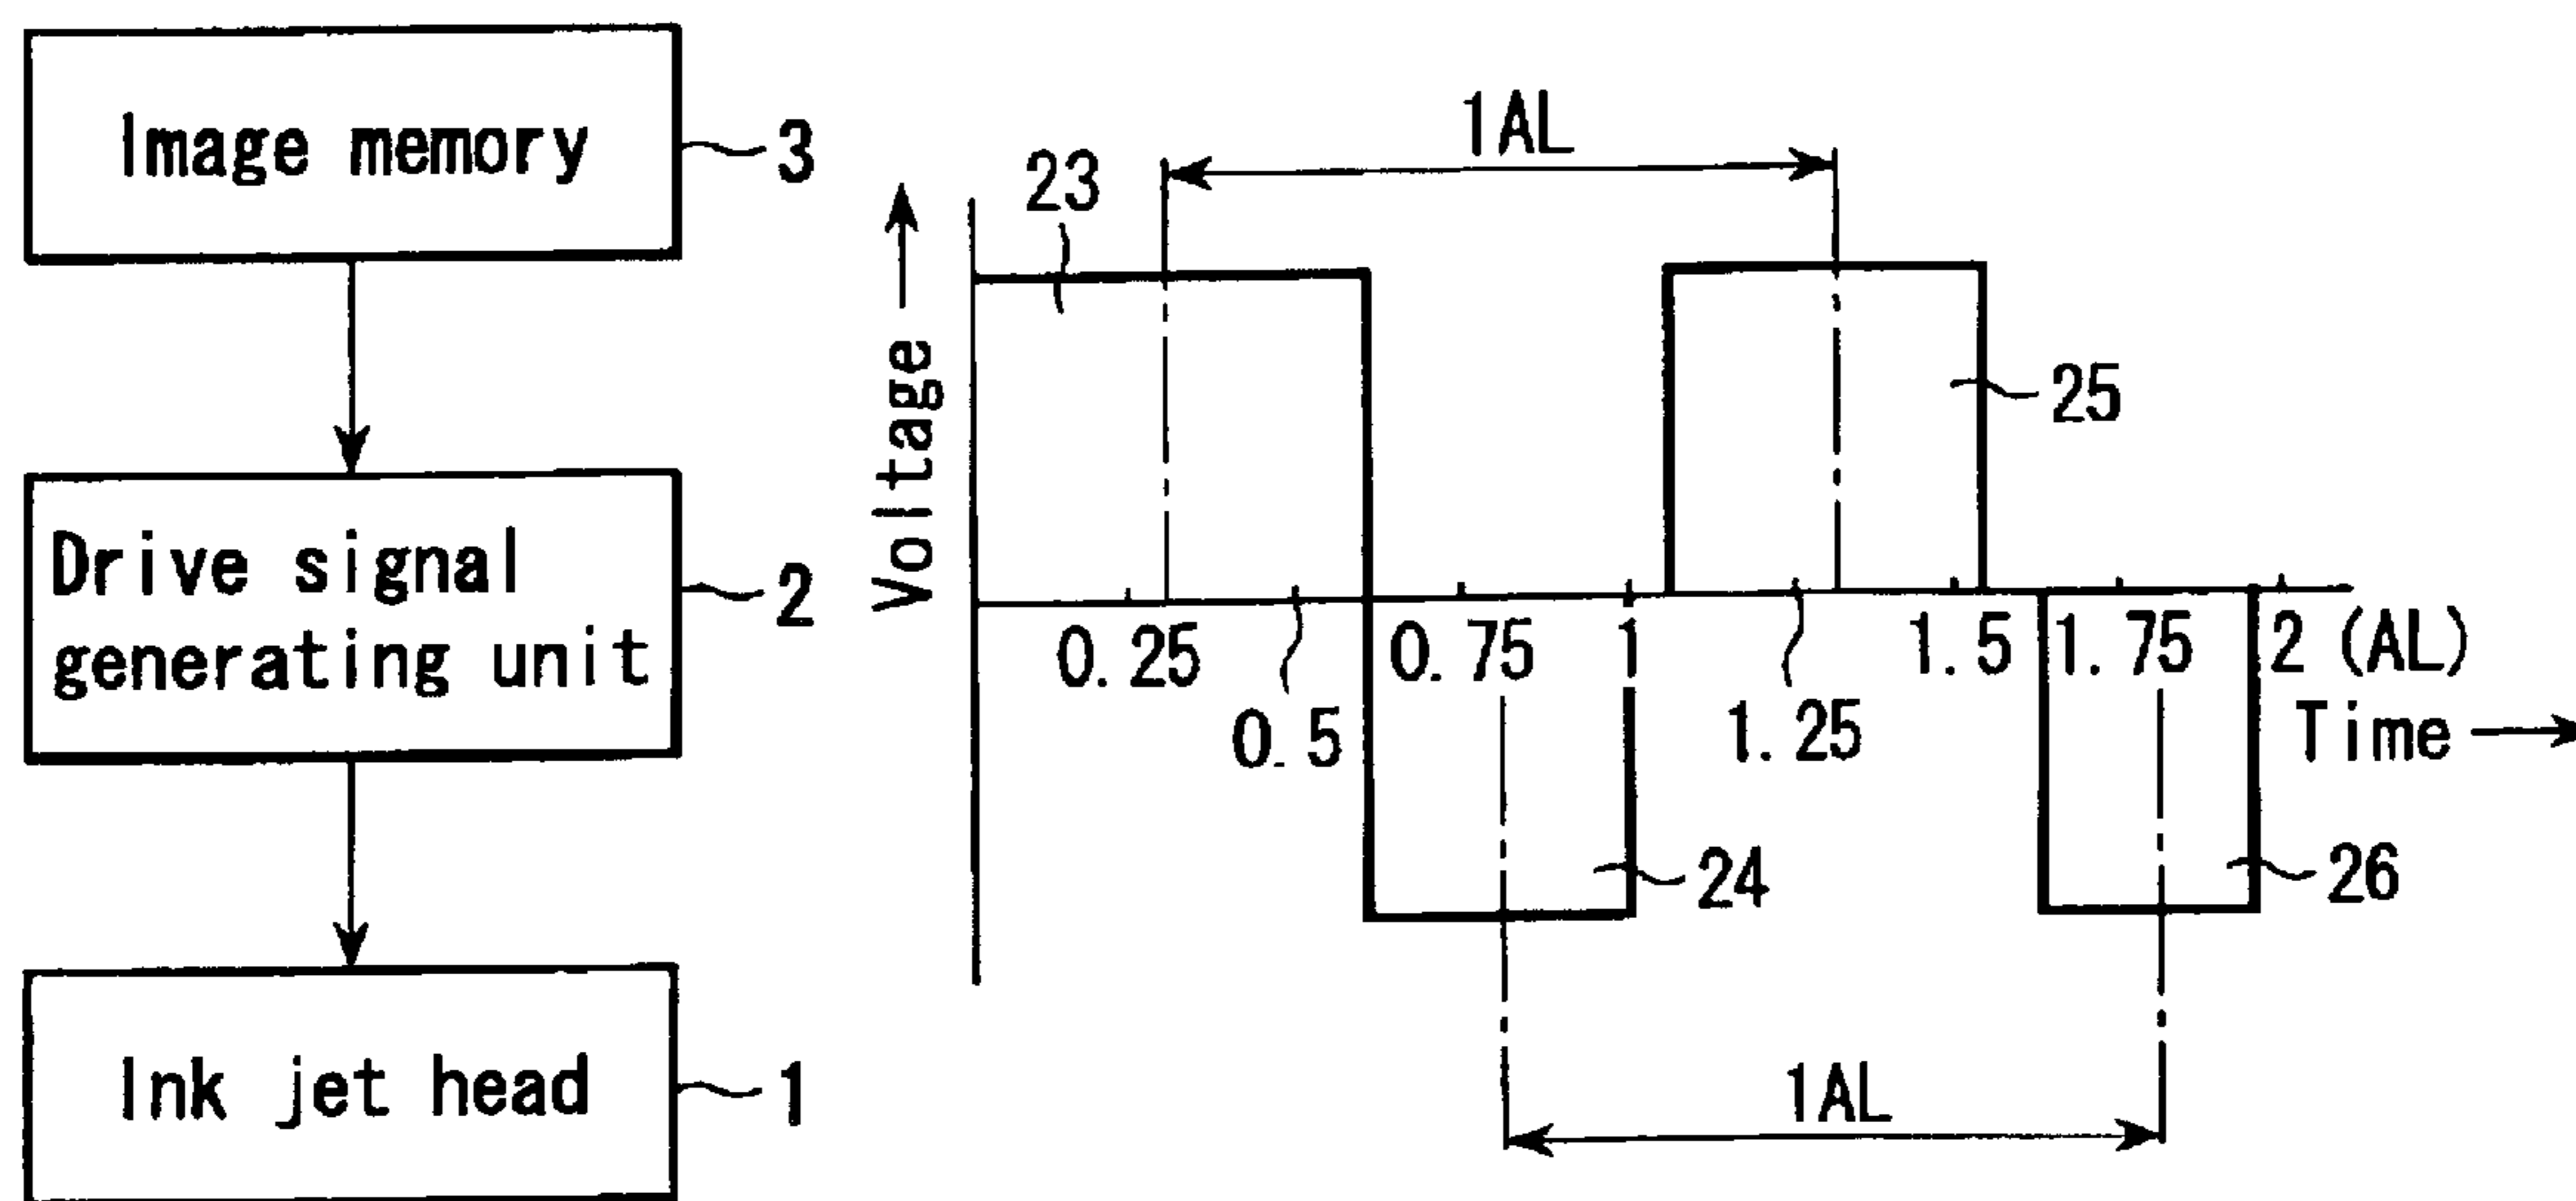 Image memory
3
Drive signal
generating unit
2
Ink jet head
1
1AL
23
Voltage
25
0.25
0.75
1
1.5
1.75
2 (AL)
0.5
1.25
Time
24
26
1AL